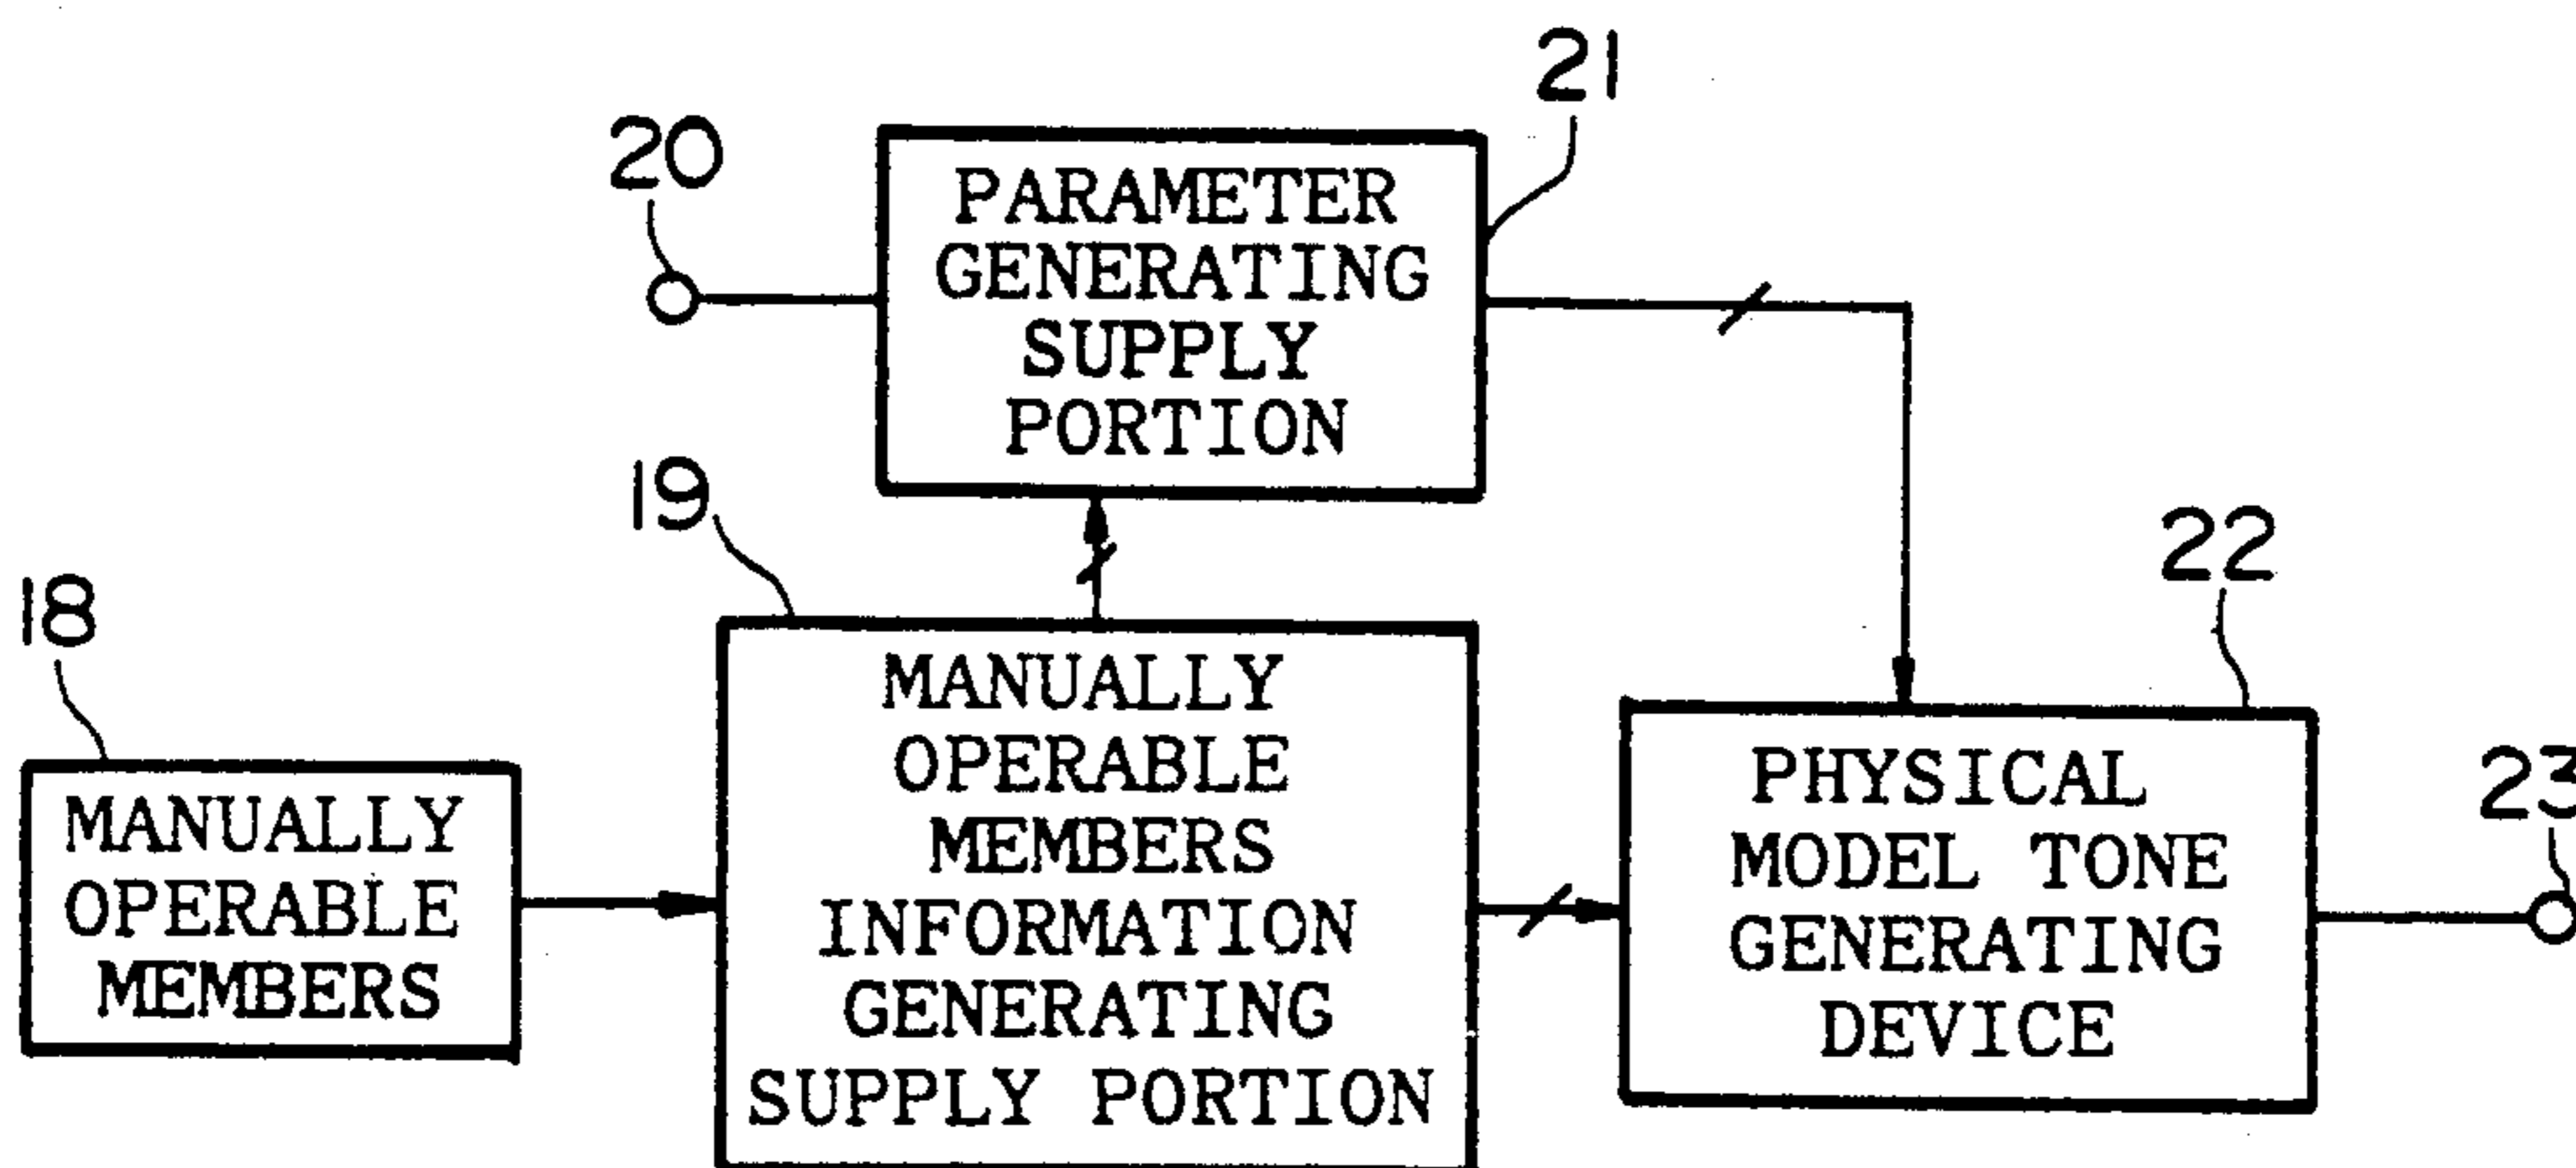 21
20
PARAMETER
GENERATING
SUPPLY
PORTION
19
22
18
MANUALLY
OPERABLE
MEMBERS
INFORMATION
GENERATING
SUPPLY PORTION
PHYSICAL
MODEL TONE
GENERATING
DEVICE
23
MANUALLY
OPERABLE
MEMBERS